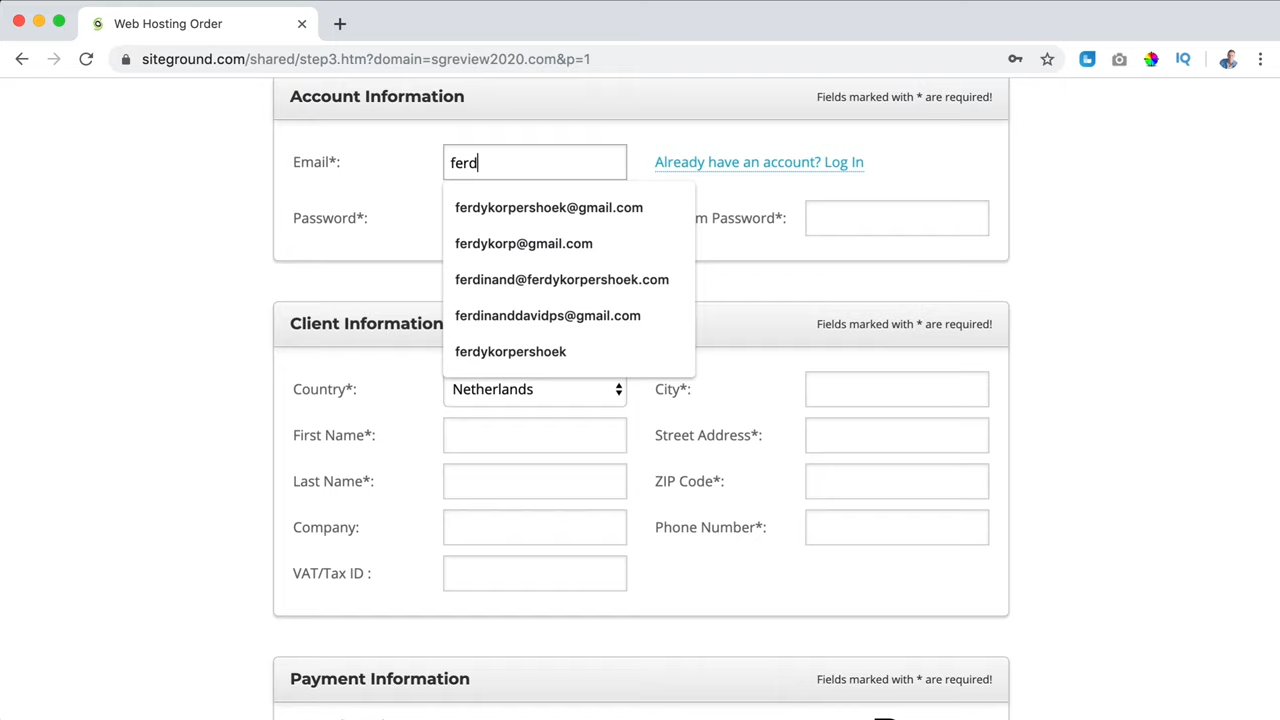 Web Hosting Order
siteground.com/shared/step3.htm?domain=sgreview2020.com&p=1
IQ
Account Information
Fields marked with * are required!
Email*:
ferd
Already have an account? Log In
ferdykorpershoek@gmail.com
Password*:
m Password*:
ferdykorp@gmail.com
ferdinand@ferdykorpershoek.com
ferdinanddavidps@gmail.com
Client Information
Fields marked with * are required!
ferdykorpershoek
Country*:
Netherlands
City*:
First Name*:
Street Address*:
Last Name*:
ZIP Code*:
Company:
Phone Number*:
VAT/Tax ID :
Payment Information
Fields marked with * are required!